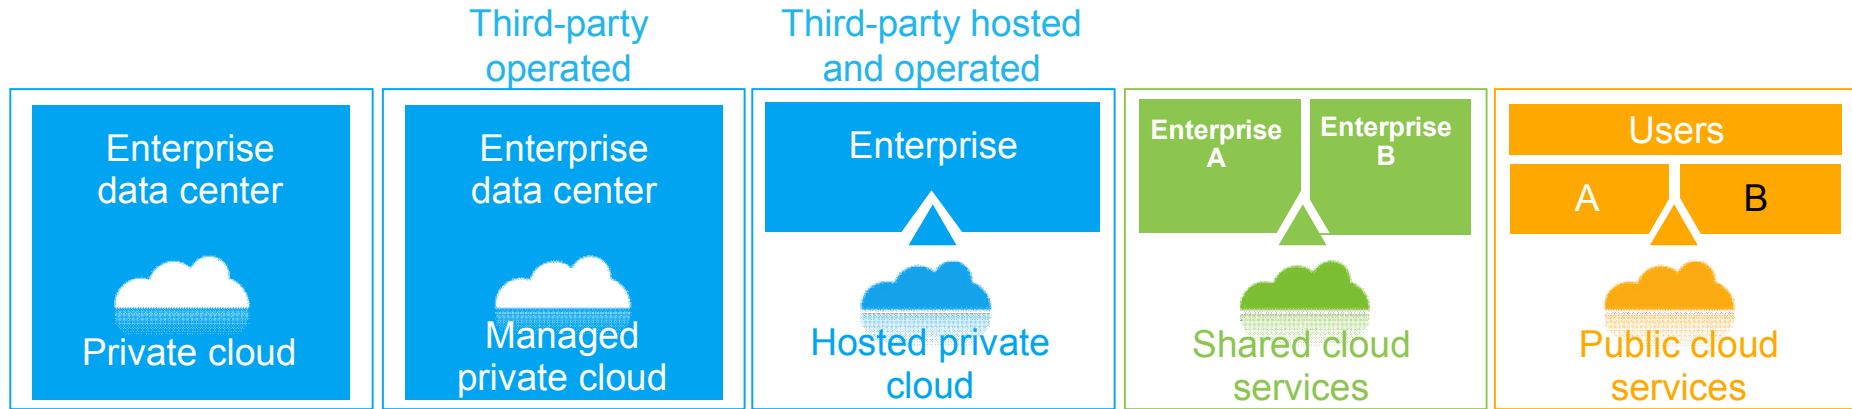 Third-party
operated
Third-party hosted
and operated
Enterprise
data center
Private cloud
Enterprise
data center
Managed
private cloud
Enterprise
Hosted private
cloud
Enterprise
A
Enterprise
B
Shared cloud
services
Users
A
B
Public cloud
services